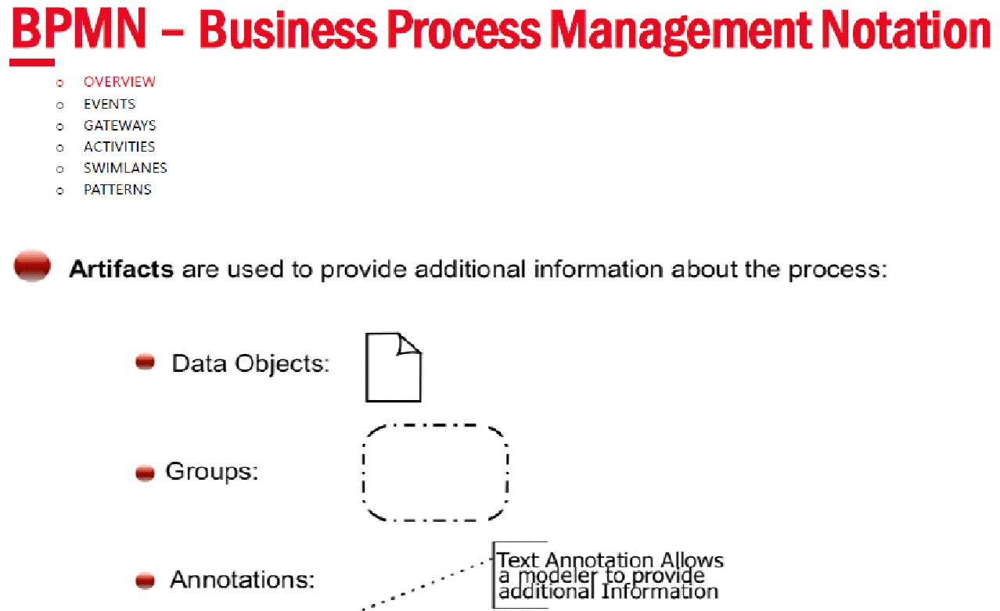 BPMN – Business Process Management Notation
OVERVIEW
EVENTS
GATEWAYS
ACTIVITIES
SWIMLANES
PATTERNS
Artifacts are used to provide additional information about the process:
Data Objects:
Groups:
Annotations:
Text Annotation Allows
a modeler to provide
additional Information